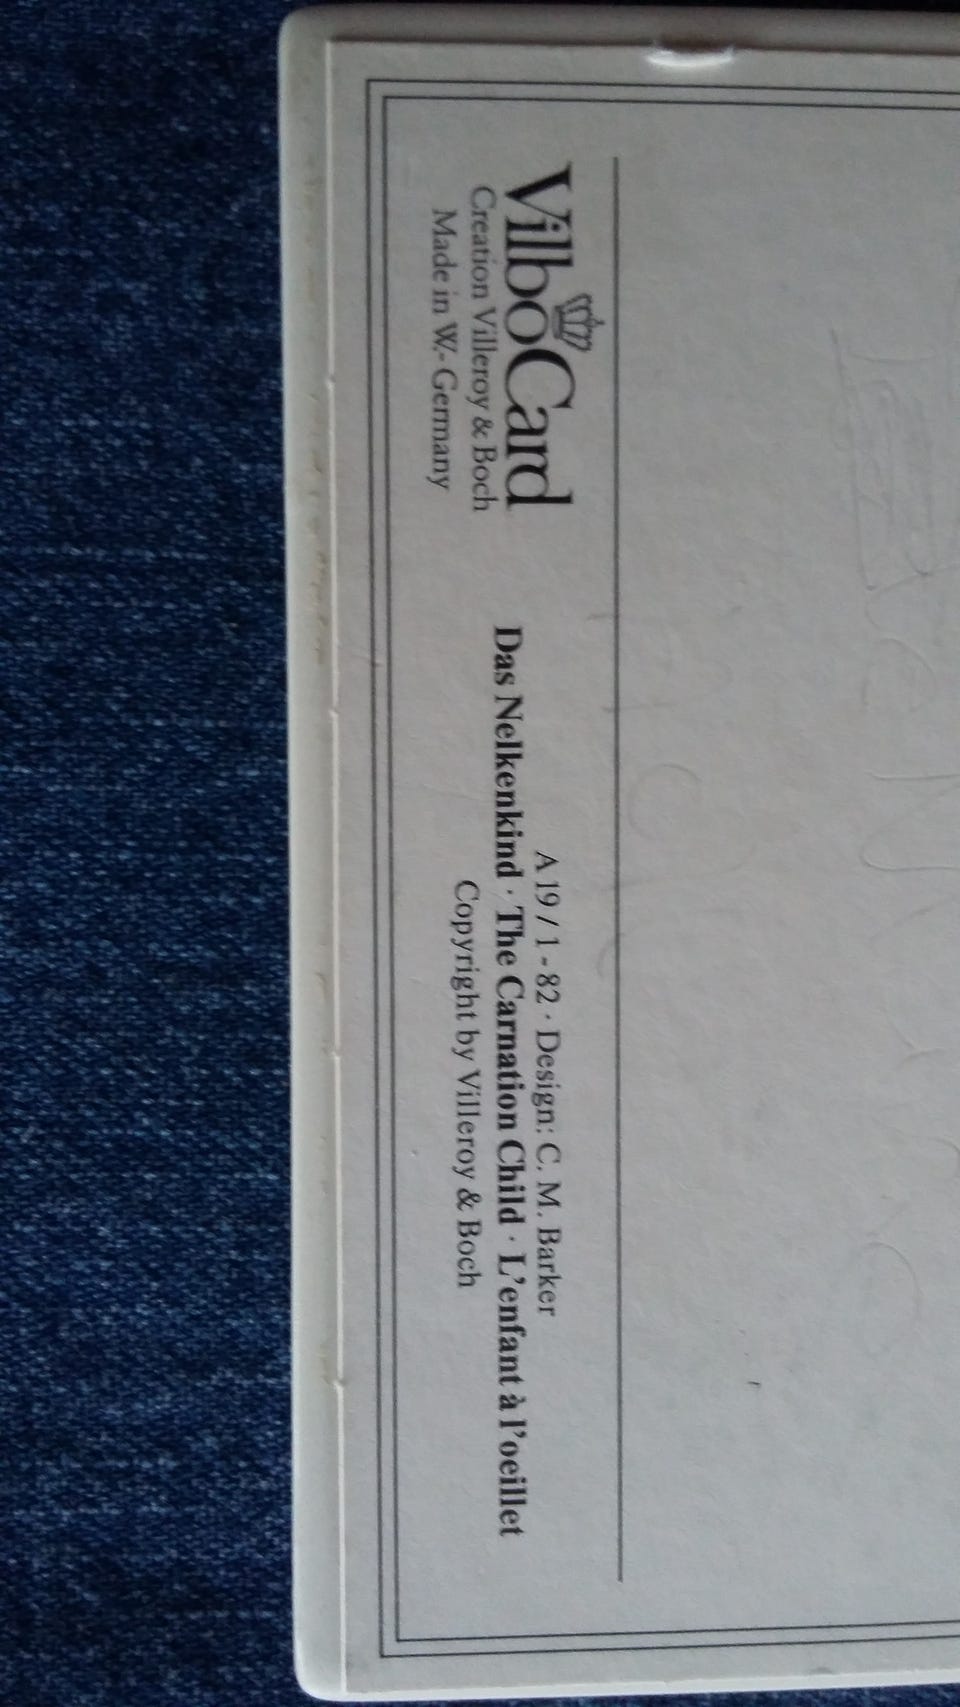 VilboCard
Creation Villeroy & Boch
Made in W.-Germany
A 19 / 1 - 82 · Design: C. M. Barker
Das Nelkenkind · The Carnation Child · L'enfant à l'oeillet
Copyright by Villeroy & Boch